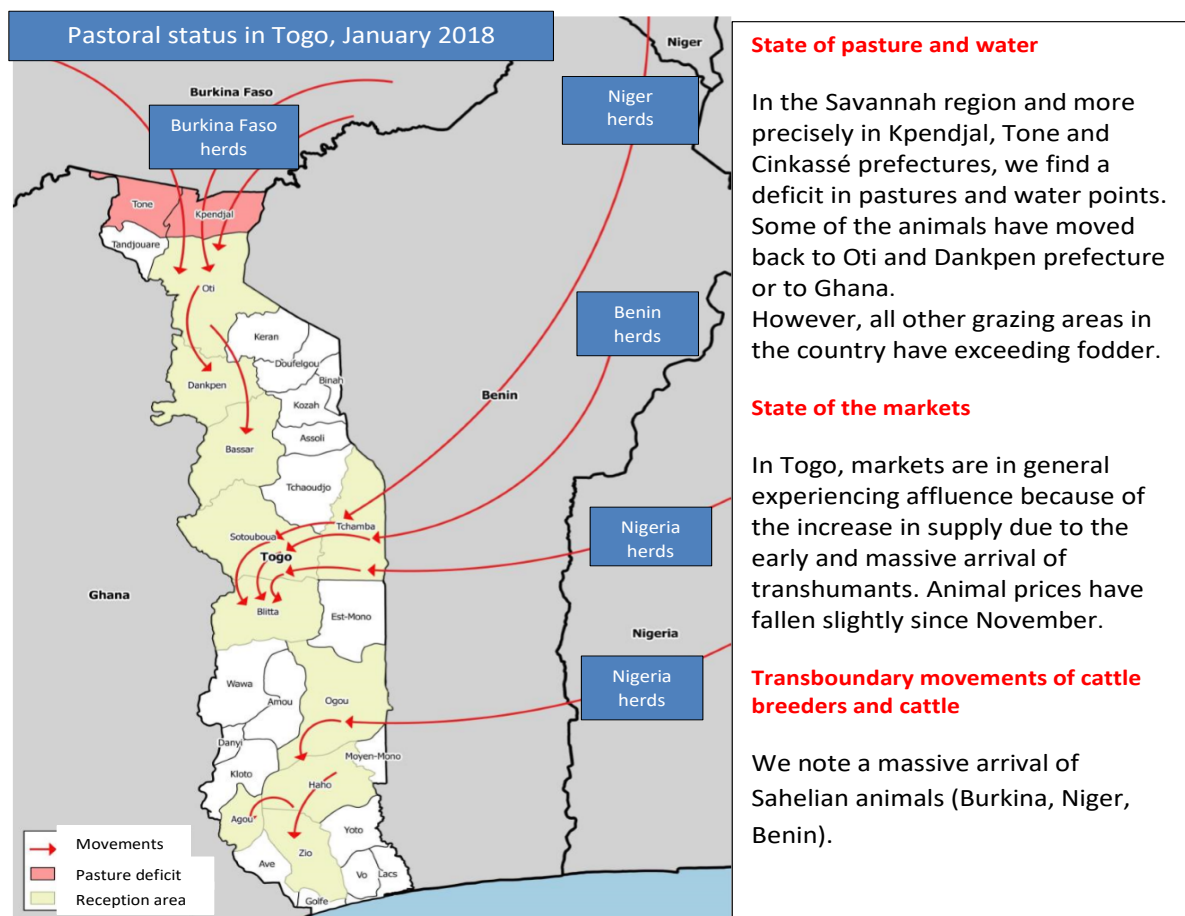 Pastoral status in Togo, January 2018
Niger
Burkina Faso
Niger
herds
Burkina Faso
herds
Tone
Kpendjal
Tandjouare
Oti
Benin
herds
Keran
Doufelgou
Binah
Dankpen
Kozah
Benin
Assoli
Bassar
Tchaoudjo
Tchamba
Nigeria
herds
Sotouboua
Togo
Ghana
Blitta
Est-Mono
Nigeria
Nigeria
herds
Wawa
Amou
Ogou
Danyi
Moyen-Mono
Kloto
Haho
Agou
Yoto
Zio
Ave
Vo
Lacs
Golfe
Movements
Pasture deficit
Reception area
State of pasture and water
In the Savannah region and more
precisely in Kpendjal, Tone and
Cinkassé prefectures, we find a
deficit in pastures and water points.
Some of the animals have moved
back to Oti and Dankpen prefecture
or to Ghana.
However, all other grazing areas in
the country have exceeding fodder.
State of the markets
In Togo, markets are in general
experiencing affluence because of
the increase in supply due to the
early and massive arrival of
transhumants. Animal prices have
fallen slightly since November.
Transboundary movements of cattle
breeders and cattle
We note a massive arrival of
Sahelian animals (Burkina, Niger,
Benin).